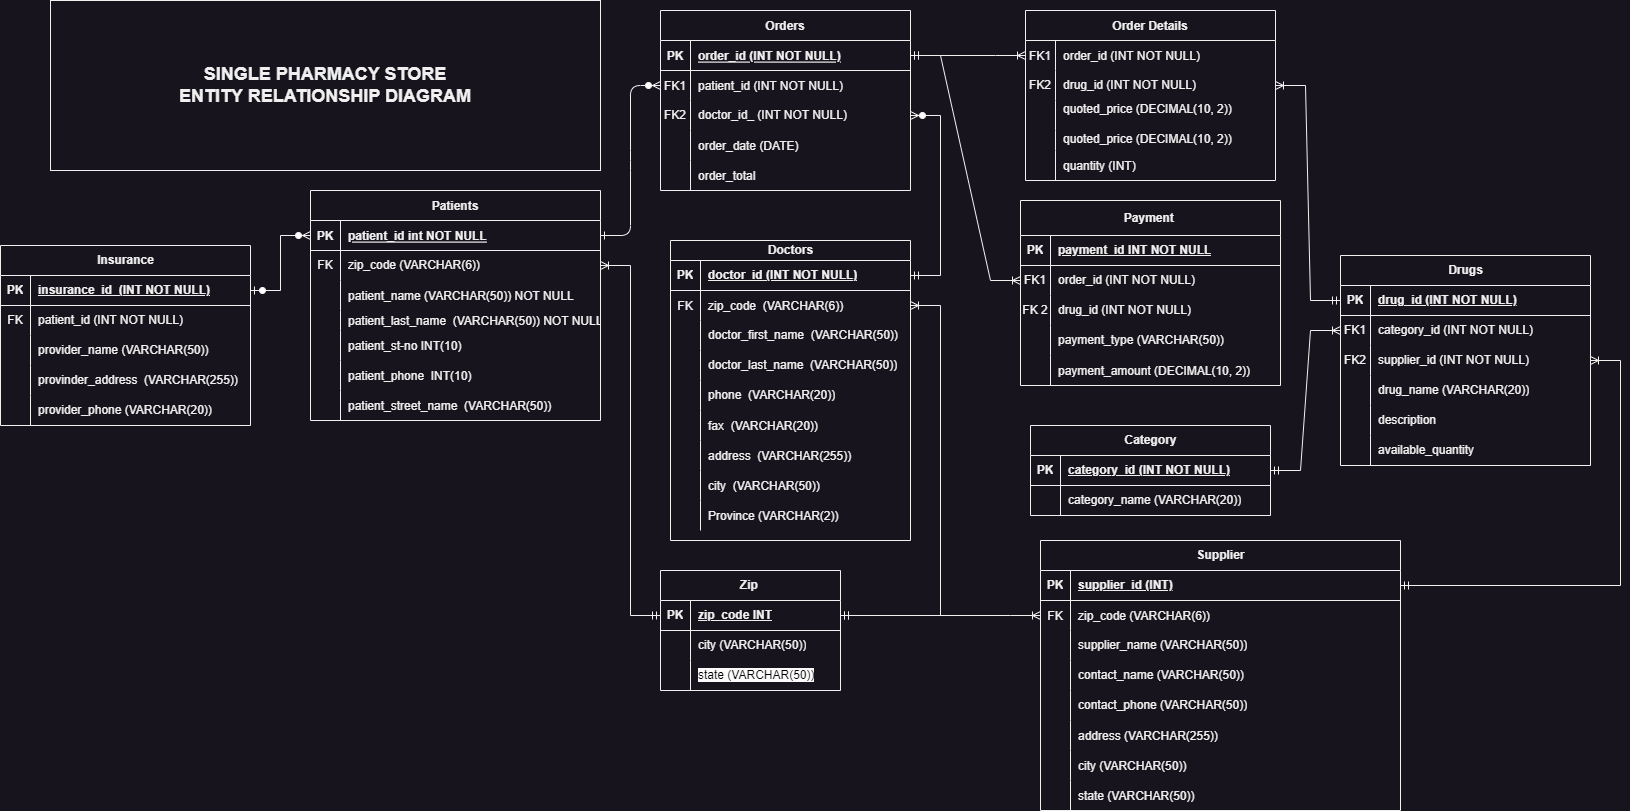 SINGLE PHARMACY STORE
ENTITY RELATIONSHIP DIAGRAM
Orders
PK order_id (INT NOT NULL)
FK1 patient_id (INT NOT NULL)
FK2 doctor_id_ (INT NOT NULL)
order_date (DATE)
order_total
Order Details
FK1 order_id (INT NOT NULL)
FK2 drug_id (INT NOT NULL)
quoted_price (DECIMAL(10, 2))
quoted_price (DECIMAL(10, 2))
quantity (INT)
Patients
PK patient_id int NOT NULL
FK zip_code (VARCHAR(6))
patient_name (VARCHAR(50)) NOT NULL
patient_last_name (VARCHAR(50)) NOT NULL
patient_st-no INT(10)
patient_phone INT(10)
patient_street_name (VARCHAR(50))
Insurance
PK insurance_id (INT NOT NULL)
FK patient_id (INT NOT NULL)
provider_name (VARCHAR(50))
provinder_address (VARCHAR(255))
provider_phone (VARCHAR(20))
Doctors
PK doctor_id (INT NOT NULL)
FK zip_code (VARCHAR(6))
doctor_first_name (VARCHAR(50))
doctor_last_name (VARCHAR(50))
phone (VARCHAR(20))
fax (VARCHAR(20))
address (VARCHAR(255))
city (VARCHAR(50))
Province (VARCHAR(2))
Payment
PK payment_id INT NOT NULL
FK1 order_id (INT NOT NULL)
FK 2 drug_id (INT NOT NULL)
payment_type (VARCHAR(50))
payment_amount (DECIMAL(10, 2))
Drugs
PK drug_id (INT NOT NULL)
FK1 category_id (INT NOT NULL)
FK2 supplier_id (INT NOT NULL)
drug_name (VARCHAR(20))
description
available_quantity
Category
PK category_id (INT NOT NULL)
category_name (VARCHAR(20))
Zip
PK zip_code INT
city (VARCHAR(50))
state (VARCHAR(50))
Supplier
PK supplier_id (INT)
FK zip_code (VARCHAR(6))
supplier_name (VARCHAR(50))
contact_name (VARCHAR(50))
contact_phone (VARCHAR(50))
address (VARCHAR(255))
city (VARCHAR(50))
state (VARCHAR(50))